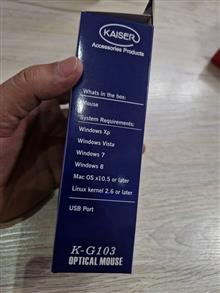 KAISER
Accessories Products
Whats in the box:
Mouse
System Requirements:
Windows Xp
Windows Vista
Windows 7
Windows 8
Mac OS x10.5 or later
Linux kernel 2.6 or later
USB Port
K-G103
OPTICAL MOUSE